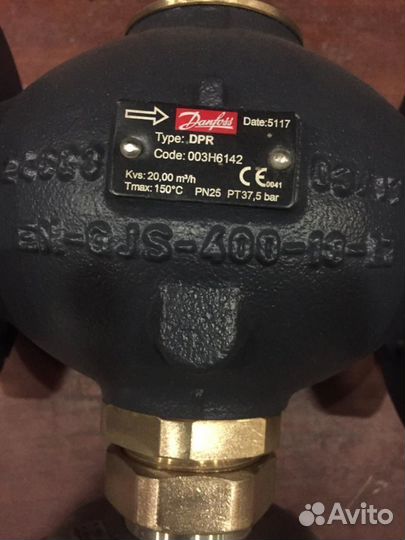 Danfoss Date:5117
Type: DPR
Code: 003H6142
Kvs: 20,00 m³/h
CE 0041
Tmax: 150°C PN25 PT37,5 bar
EN-GJS-400-18-
Avito